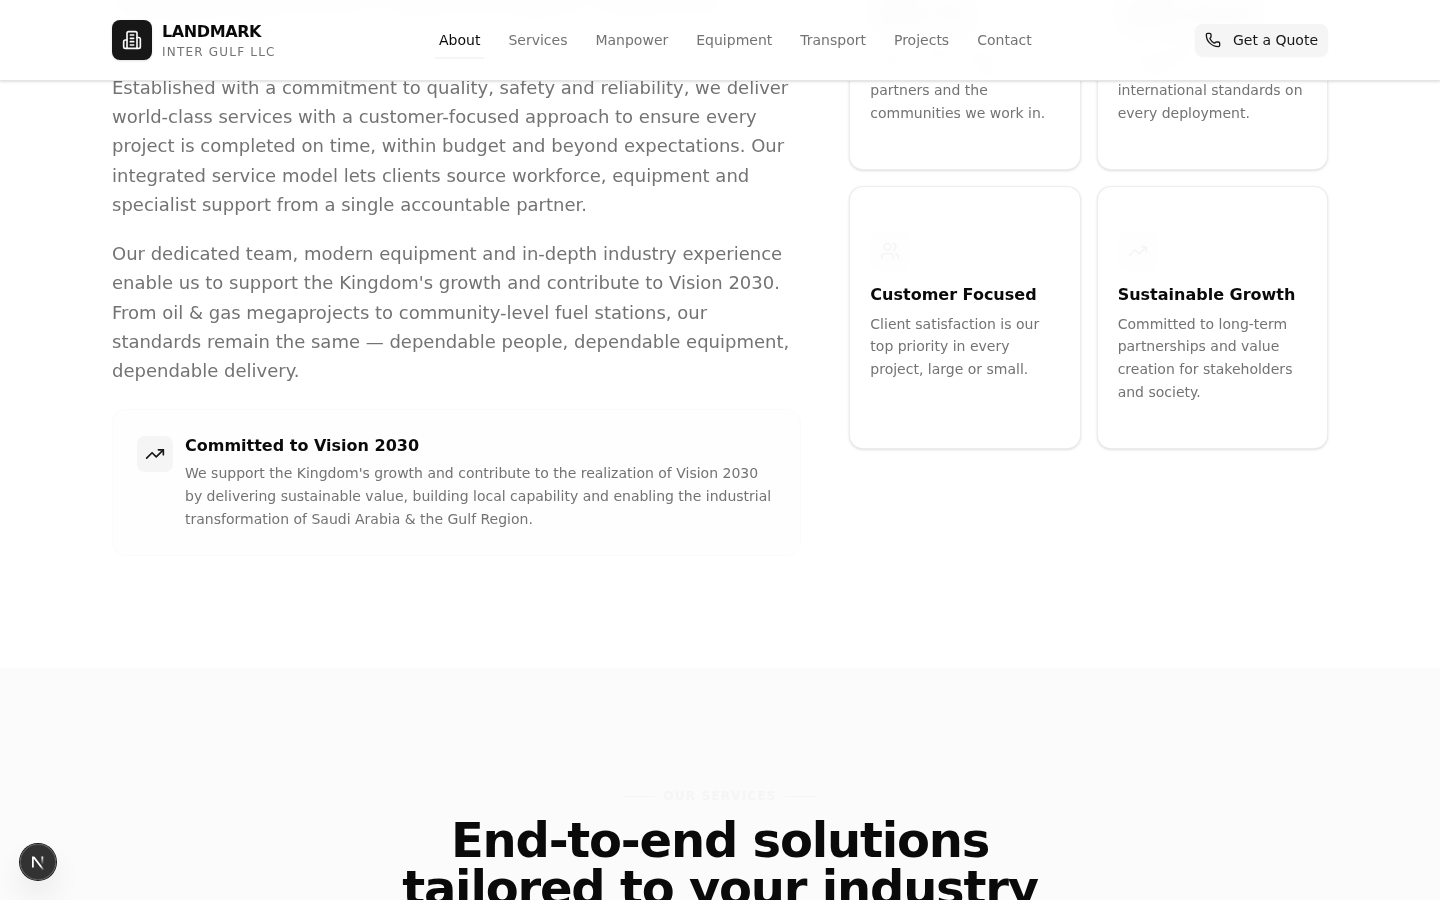 LANDMARK
INTER GULF LLC
About
Services
Manpower
Equipment
Transport
Projects
Contact
Get a Quote
Established with a commitment to quality, safety and reliability, we deliver
world-class services with a customer-focused approach to ensure every
project is completed on time, within budget and beyond expectations. Our
integrated service model lets clients source workforce, equipment and
specialist support from a single accountable partner.
Our dedicated team, modern equipment and in-depth industry experience
enable us to support the Kingdom's growth and contribute to Vision 2030.
From oil & gas megaprojects to community-level fuel stations, our
standards remain the same — dependable people, dependable equipment,
dependable delivery.
Committed to Vision 2030
We support the Kingdom's growth and contribute to the realization of Vision 2030
by delivering sustainable value, building local capability and enabling the industrial
transformation of Saudi Arabia & the Gulf Region.
partners and the
communities we work in.
international standards on
every deployment.
Customer Focused
Client satisfaction is our
top priority in every
project, large or small.
Sustainable Growth
Committed to long-term
partnerships and value
creation for stakeholders
and society.
OUR SERVICES
End-to-end solutions
tailored to your industry
N